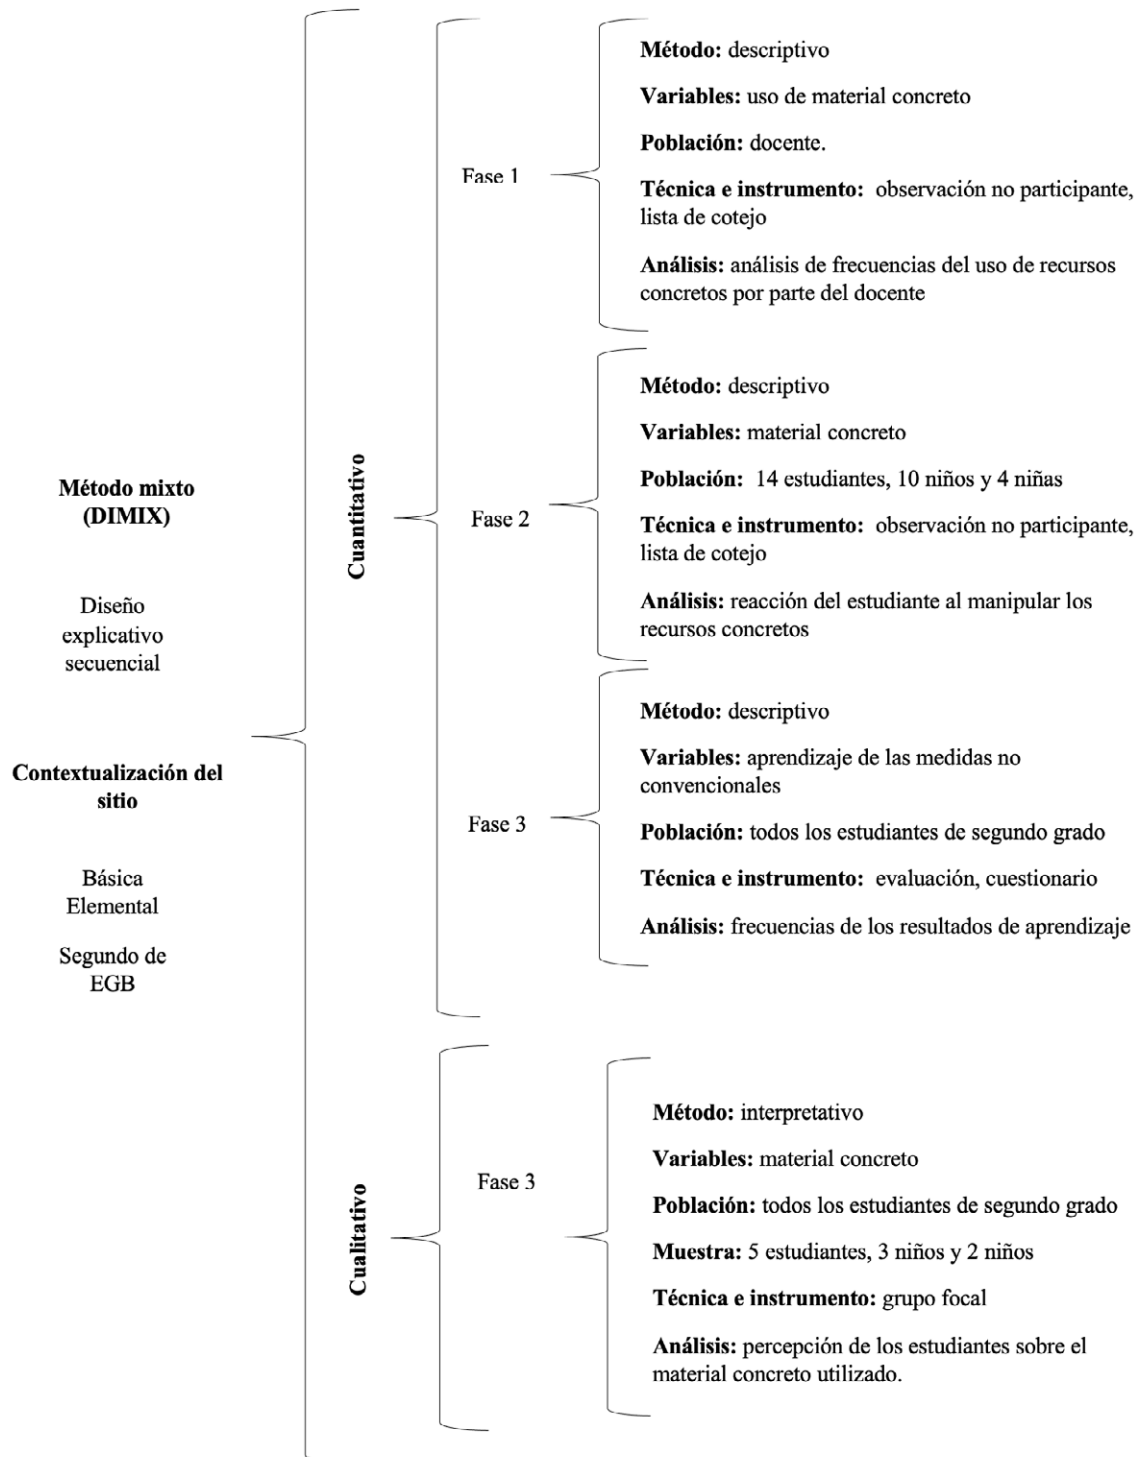 Método mixto
(DIMIX)
Diseño
explicativo
secuencial
Contextualización del
sitio
Básica
Elemental
Segundo de
EGB
Cuantitativo
Fase 1
Método: descriptivo
Variables: uso de material concreto
Población: docente.
Técnica e instrumento: observación no participante,
lista de cotejo
Análisis: análisis de frecuencias del uso de recursos
concretos por parte del docente
Fase 2
Método: descriptivo
Variables: material concreto
Población: 14 estudiantes, 10 niños y 4 niñas
Técnica e instrumento: observación no participante,
lista de cotejo
Análisis: reacción del estudiante al manipular los
recursos concretos
Fase 3
Método: descriptivo
Variables: aprendizaje de las medidas no
convencionales
Población: todos los estudiantes de segundo grado
Técnica e instrumento: evaluación, cuestionario
Análisis: frecuencias de los resultados de aprendizaje
Cualitativo
Fase 3
Método: interpretativo
Variables: material concreto
Población: todos los estudiantes de segundo grado
Muestra: 5 estudiantes, 3 niños y 2 niños
Técnica e instrumento: grupo focal
Análisis: percepción de los estudiantes sobre el
material concreto utilizado.